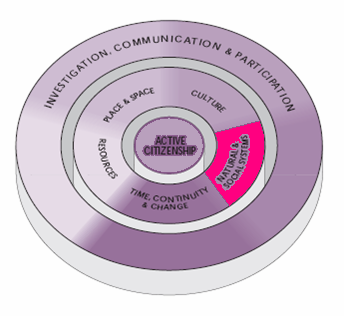 INVESTIGATION, COMMUNICATION & PARTICIPATION
PLACE & SPACE
CULTURE
RESOURCES
ACTIVE
CITIZENSHIP
NATURAL &
SOCIAL SYSTEMS
TIME, CONTINUITY
& CHANGE